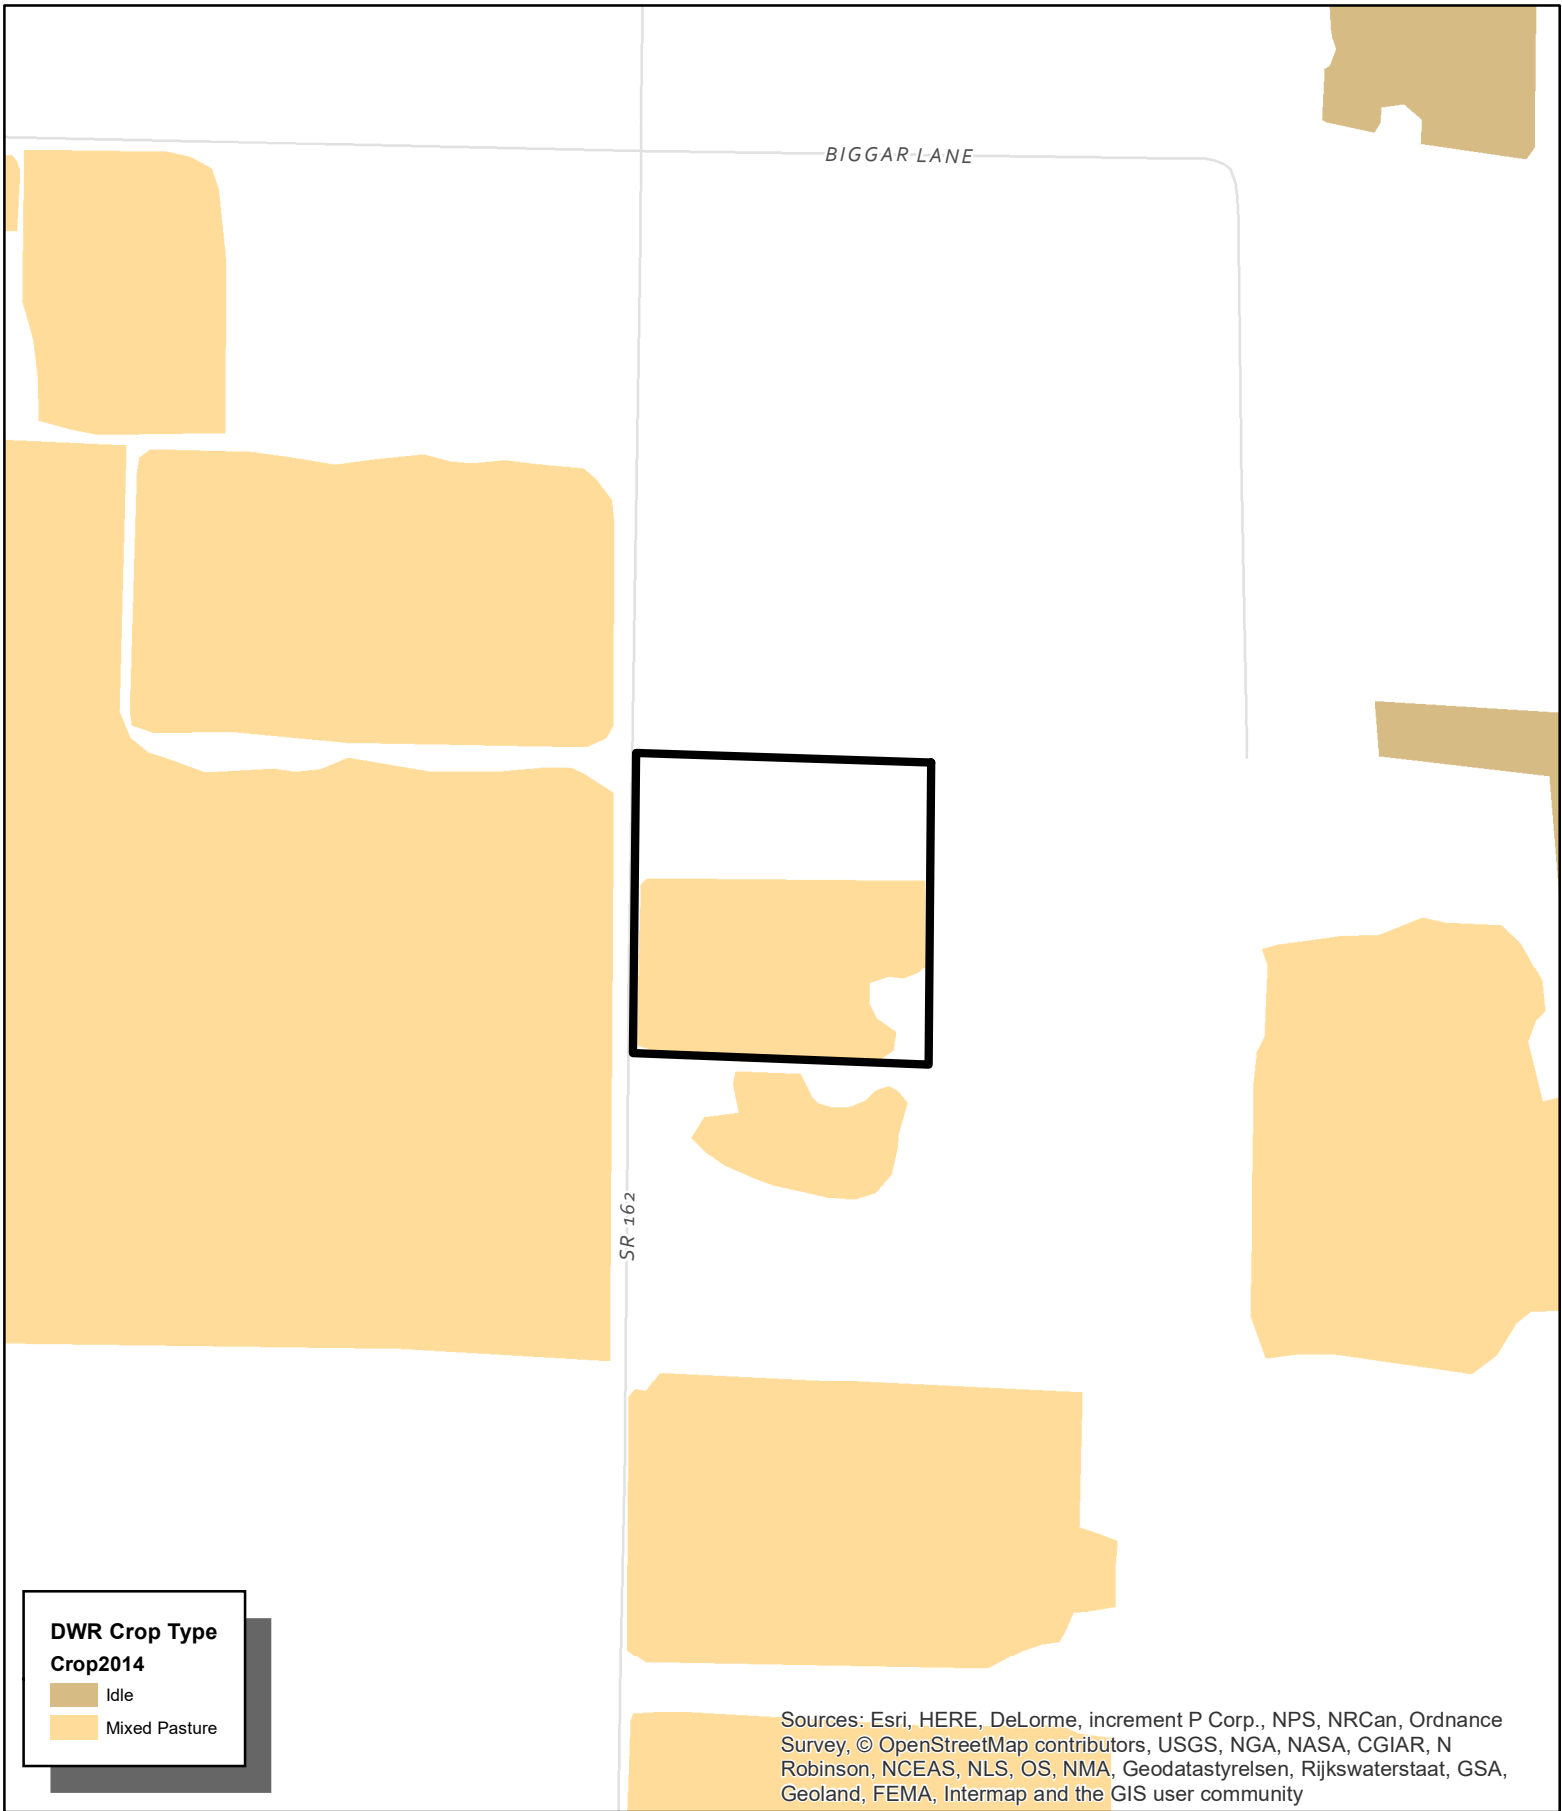 BIGGAR LANE
SR 162
DWR Crop Type
Crop2014
Idle
Mixed Pasture
Sources: Esri, HERE, DeLorme, increment P Corp., NPS, NRCan, Ordnance
Survey, © OpenStreetMap contributors, USGS, NGA, NASA, CGIAR, N
Robinson, NCEAS, NLS, OS, NMA, Geodatastyrelsen, Rijkswaterstaat, GSA,
Geoland, FEMA, Intermap and the GIS user community